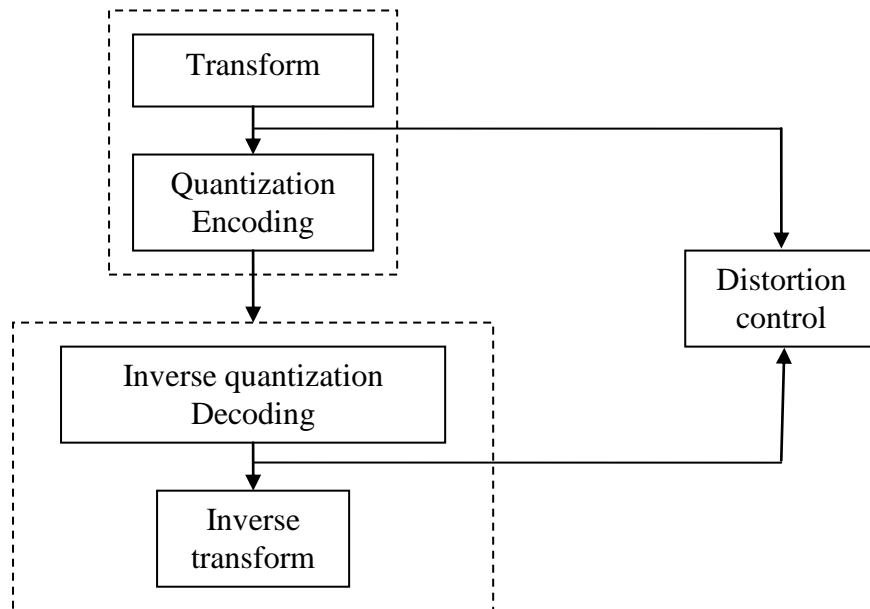 Transform
Quantization
Encoding
Distortion
control
Inverse quantization
Decoding
Inverse
transform